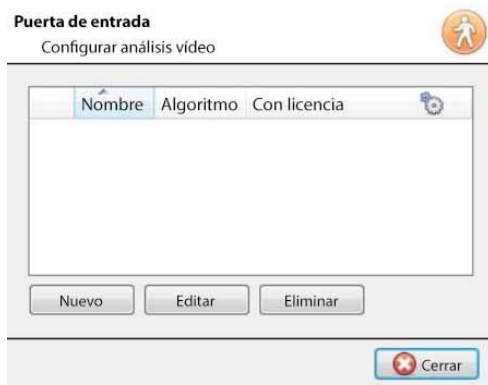 Puerta de entrada
Configurar análisis vídeo
Nombre Algoritmo Con licencia
Nuevo Editar Eliminar
Cerrar